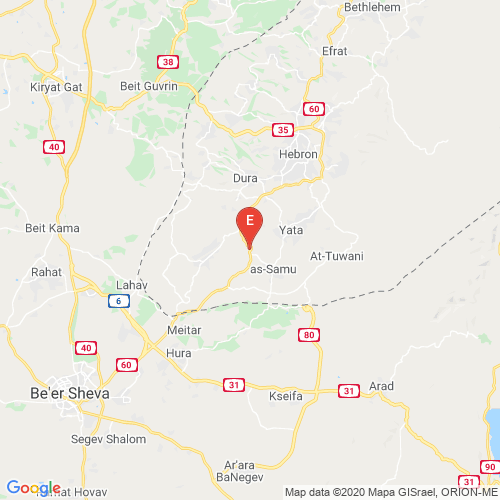 Bethlehem
Efrat
38
Kiryat Gat
Beit Guvrin
60
35
40
Hebron
Dura
E
Beit Kama
Yata
At-Tuwani
as-Samu
Rahat
Lahav
6
Meitar
80
40
Hura
60
31
Arad
31
Be'er Sheva
Kseifa
Segev Shalom
Ar'ara
BaNegev
90
31
Google
Hovav
Map data ©2020 Mapa GISrael, ORION-ME